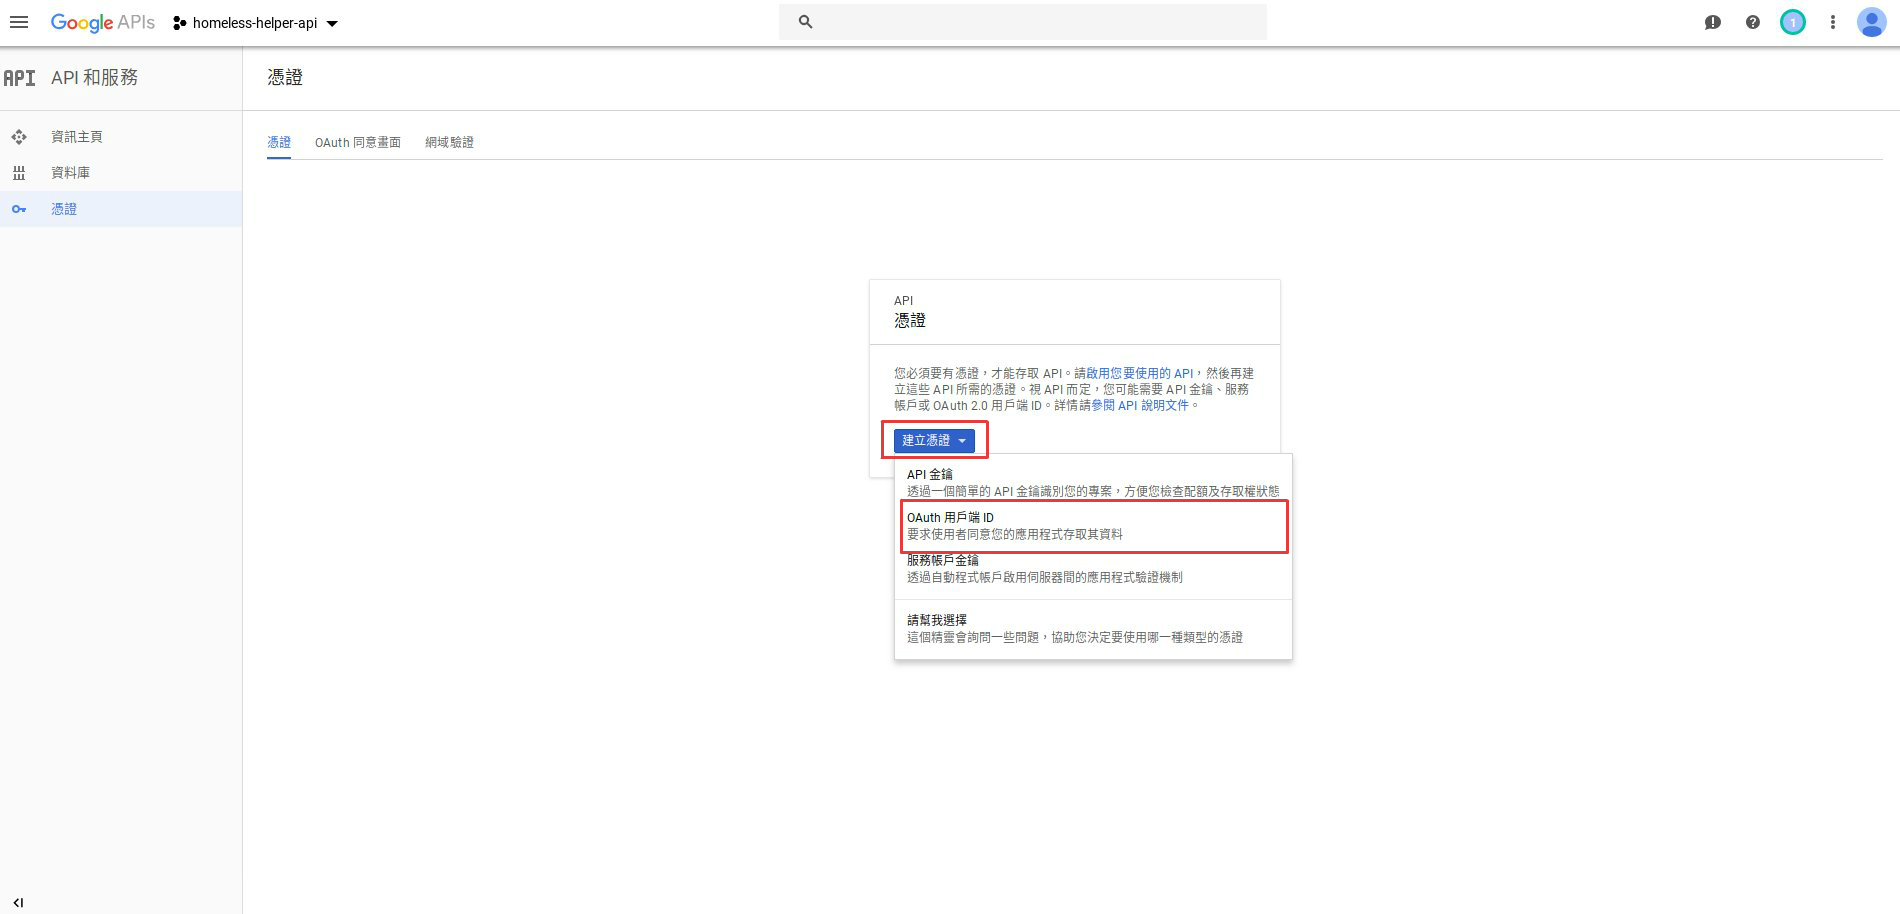 Google APIs
homeless-helper-api
1
API
API 和服務
憑證
資訊主頁
資料庫
憑證
憑證
OAuth 同意畫面
網域驗證
API
憑證
您必須要有憑證，才能存取 API。請啟用您要使用的 API，然後再建
立這些 API 所需的憑證。視 API 而定，您可能需要 API 金鑰、服務
帳戶或 OAuth 2.0 用戶端 ID。詳情請參閱 API 說明文件。
建立憑證
API 金鑰
透過一個簡單的 API 金鑰識別您的專案，方便您檢查配額及存取權狀態
OAuth 用戶端 ID
要求使用者同意您的應用程式存取其資料
服務帳戶金鑰
透過自動程式帳戶啟用伺服器間的應用程式驗證機制
請幫我選擇
這個精靈會詢問一些問題，協助您決定要使用哪一種類型的憑證